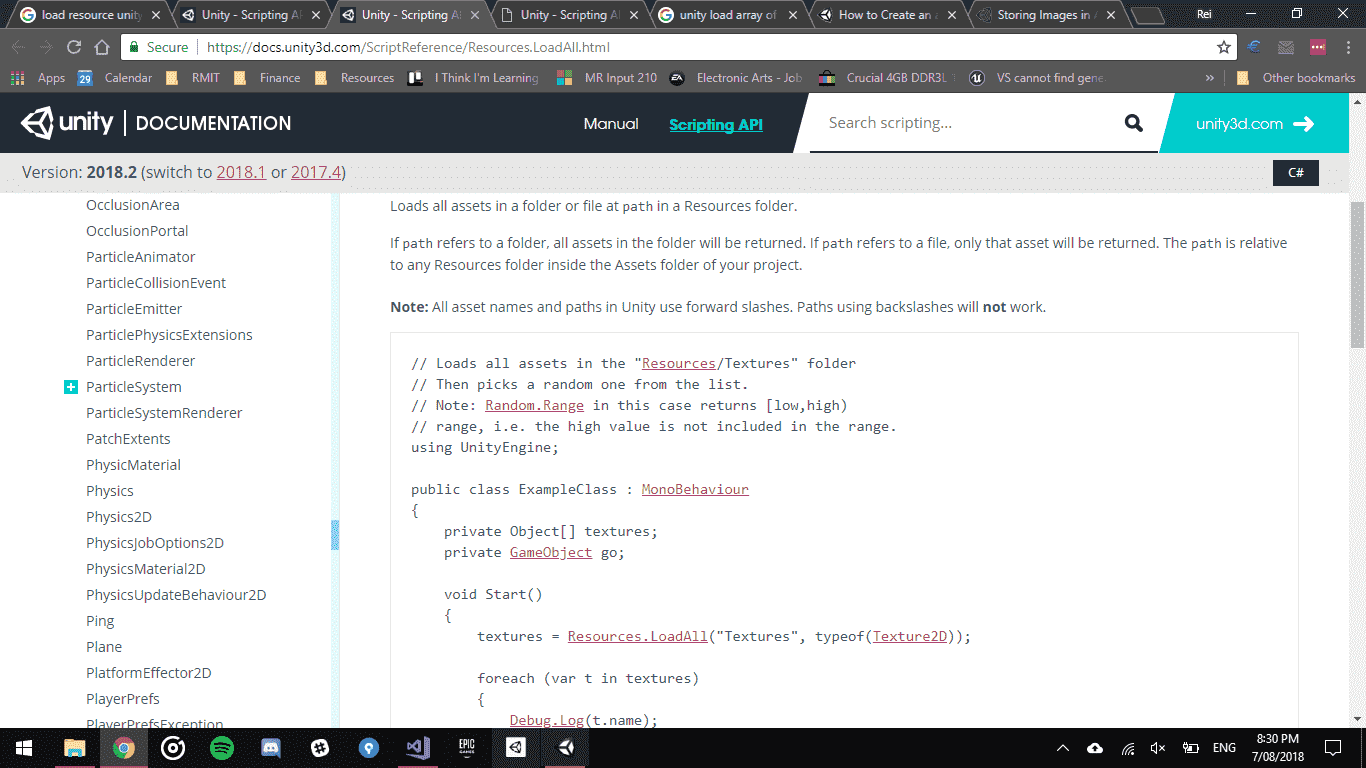 load resource unity
Unity - Scripting AP
Unity - Scripting AP
Unity - Scripting AP
unity load array of
How to Create an
Storing Images in
Rei
Secure
https://docs.unity3d.com/ScriptReference/Resources.LoadAll.html
Apps
29
Calendar
RMIT
Finance
Resources
I Think I'm Learning
MR Input 210
EA
Electronic Arts - Job
Crucial 4GB DDR3L
VS cannot find gene
»
Other bookmarks
unity | DOCUMENTATION
Manual
Scripting API
Search scripting...
unity3d.com
Version: 2018.2 (switch to 2018.1 or 2017.4)
C#
OcclusionArea
OcclusionPortal
ParticleAnimator
ParticleCollisionEvent
ParticleEmitter
ParticlePhysicsExtensions
ParticleRenderer
ParticleSystem
ParticleSystemRenderer
PatchExtents
PhysicMaterial
Physics
Physics2D
PhysicsJobOptions2D
PhysicsMaterial2D
PhysicsUpdateBehaviour2D
Ping
Plane
PlatformEffector2D
PlayerPrefs
PlayerPrefsException
Loads all assets in a folder or file at path in a Resources folder.
If path refers to a folder, all assets in the folder will be returned. If path refers to a file, only that asset will be returned. The path is relative
to any Resources folder inside the Assets folder of your project.
Note: All asset names and paths in Unity use forward slashes. Paths using backslashes will not work.
// Loads all assets in the "Resources/Textures" folder
// Then picks a random one from the list.
// Note: Random.Range in this case returns [low,high)
// range, i.e. the high value is not included in the range.
using UnityEngine;
public class ExampleClass : MonoBehaviour
{
private Object[] textures;
private GameObject go;
void Start()
{
textures = Resources.LoadAll("Textures", typeof(Texture2D));
foreach (var t in textures)
{
Debug.Log(t.name);
EPIC
GAMES
ENG
8:30 PM
7/08/2018